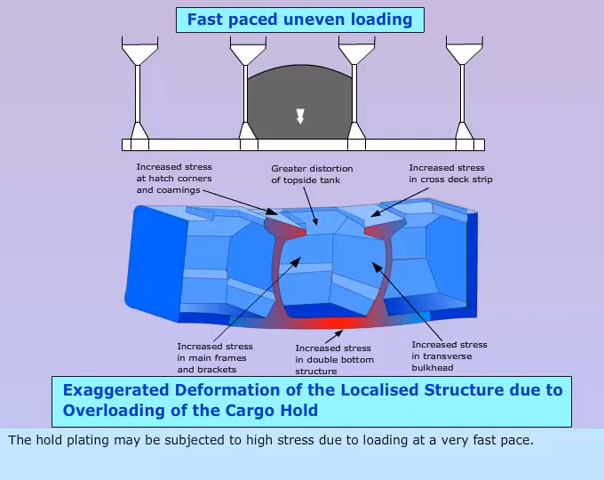 Fast paced uneven loading
Increased stress
at hatch corners
and coamings
Greater distortion
of topside tank
Increased stress
in cross deck strip
Increased stress
in main frames
and brackets
Increased stress
in double bottom
structure
Increased stress
in transverse
bulkhead
Exaggerated Deformation of the Localised Structure due to
Overloading of the Cargo Hold
The hold plating may be subjected to high stress due to loading at a very fast pace.